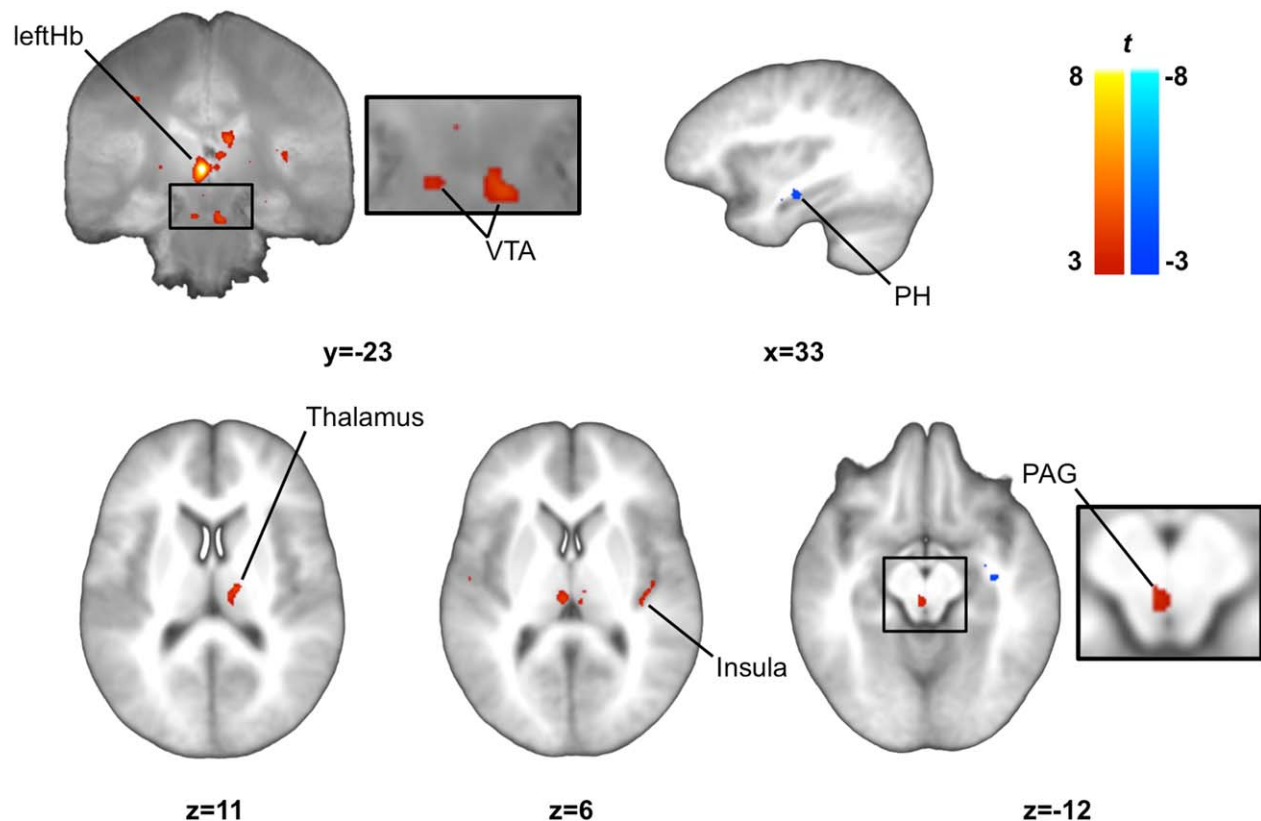 leftHb
VTA
y=-23
PH
x=33
t
8 -8
3 -3
Thalamus
z=11
Insula
z=6
PAG
z=-12